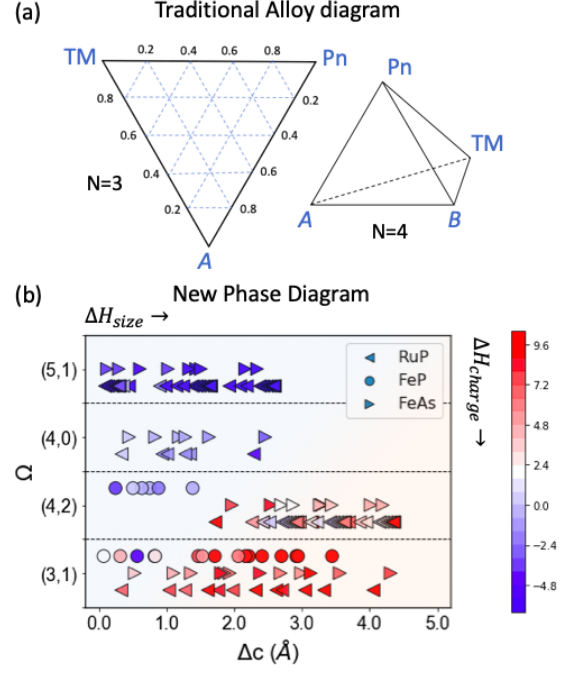 (a)
Traditional Alloy diagram
TM
0.2
0.4
0.6
0.8
Pn
0.8
0.2
0.6
0.4
0.4
0.6
0.2
0.8
N=3
A
Pn
TM
A
B
N=4
(b)
New Phase Diagram
ΔH_size →
(5,1)
(4,0)
(4,2)
(3,1)
Ω
RuP
FeP
FeAs
0.0 1.0 2.0 3.0 4.0 5.0
Δc (Å)
9.6
7.2
4.8
2.4
0.0
−2.4
−4.8
ΔH_charge →